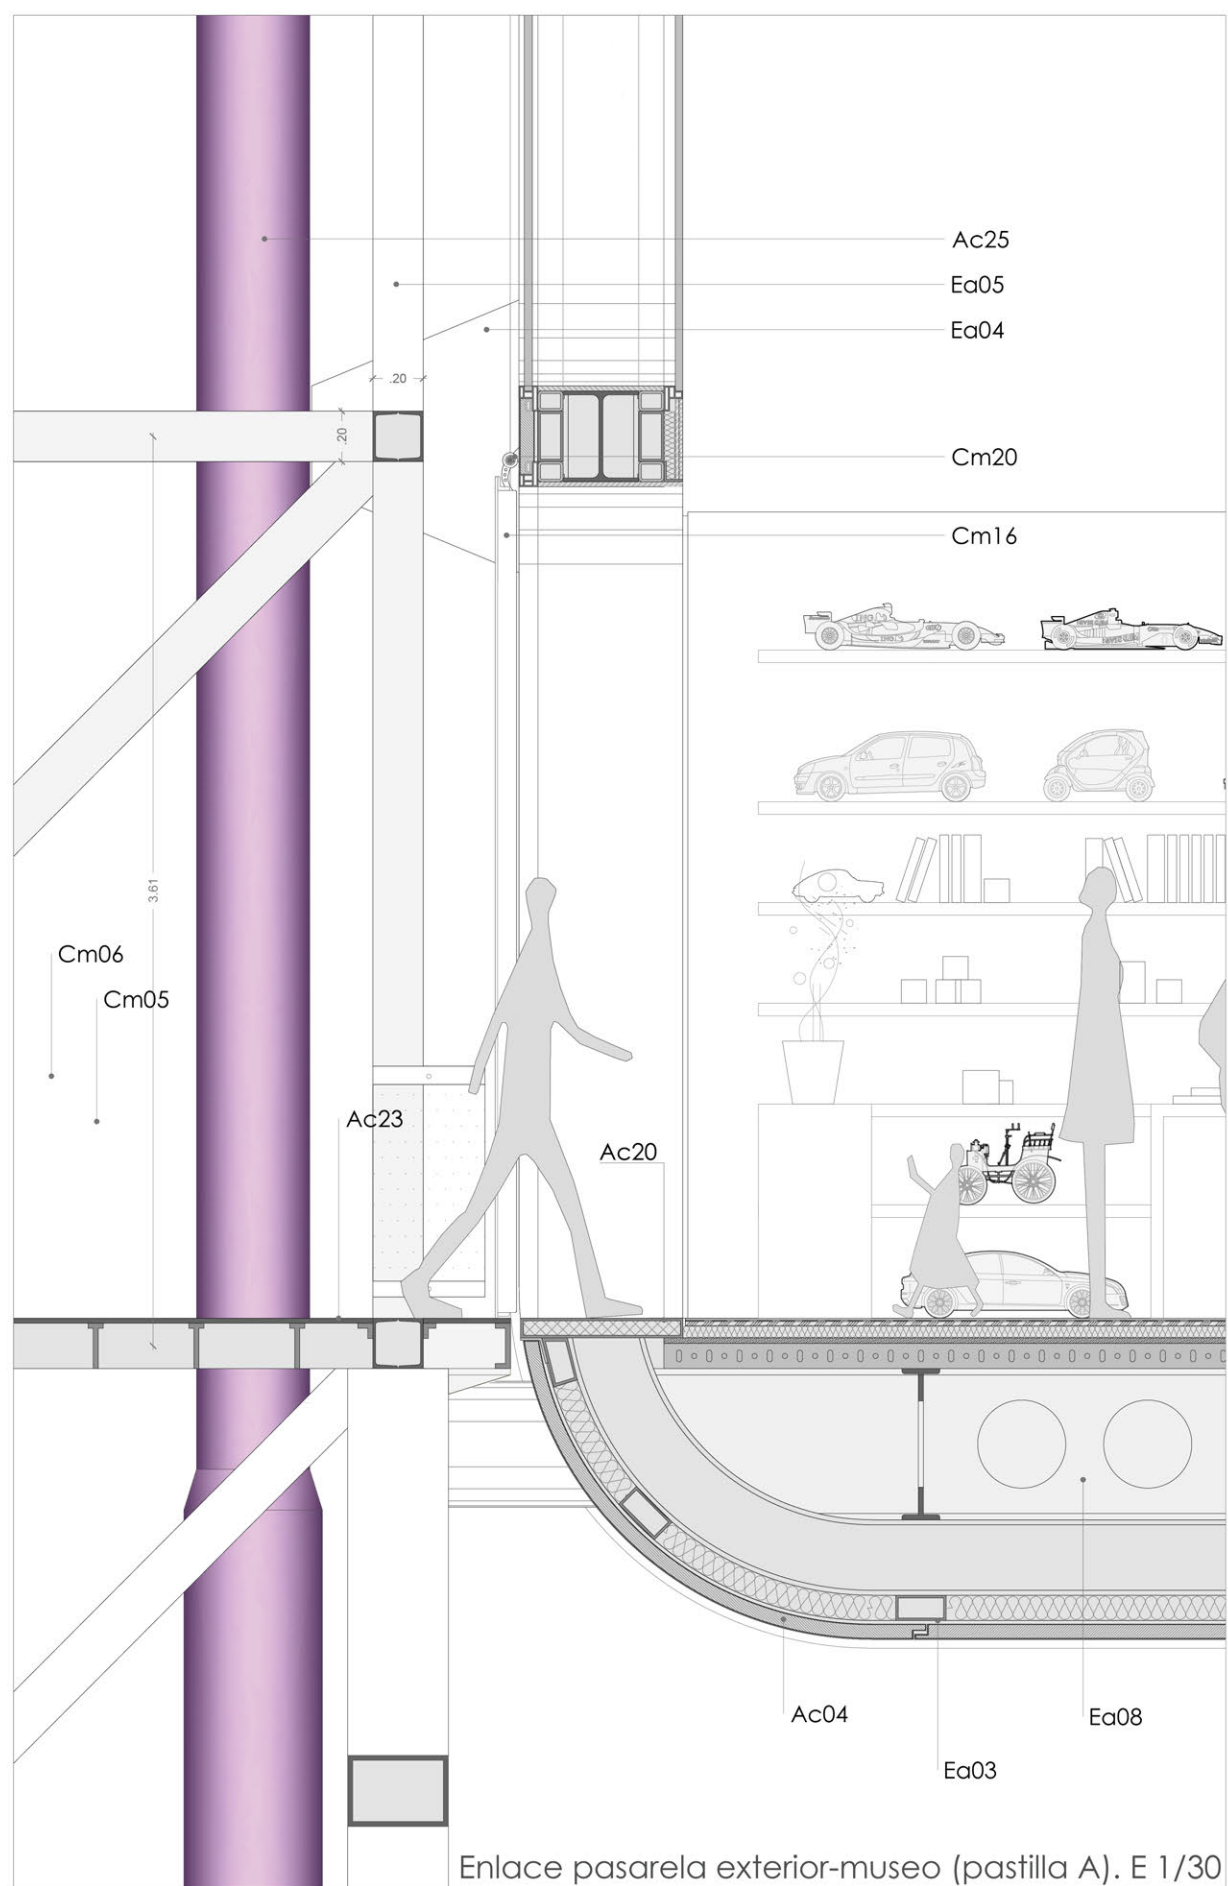 Ac25
Ea05
Ea04
.20
.20
Cm20
Cm16
3.61
Cm06
Cm05
Ac23
Ac20
Ac04
Ea08
Ea03
Enlace pasarela exterior-museo (pastilla A). E 1/30